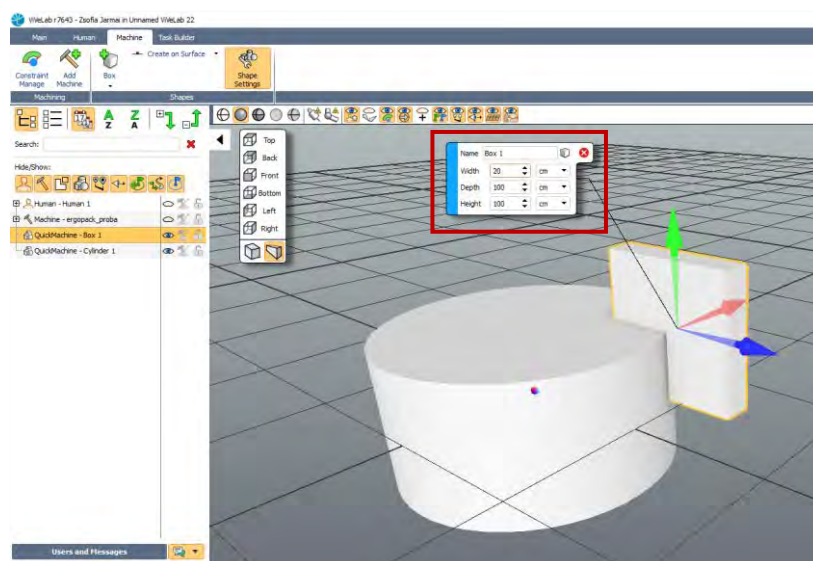 ViveLab r7643 - Zsofia Jarmai in Unnamed ViveLab 22
Main Human Machine Task Builder
Constraint Manage
Add Machine
Box
Create on Surface
Shape Settings
Machining
Shapes
A Z
Z A
Search:
Hide/Show:
Human - Human 1
Machine - ergopack_proba
QuickMachine - Box 1
QuickMachine - Cylinder 1
Top
Back
Front
Bottom
Left
Right
Name Box 1
Width 20 cm
Depth 100 cm
Height 100 cm
Users and Messages